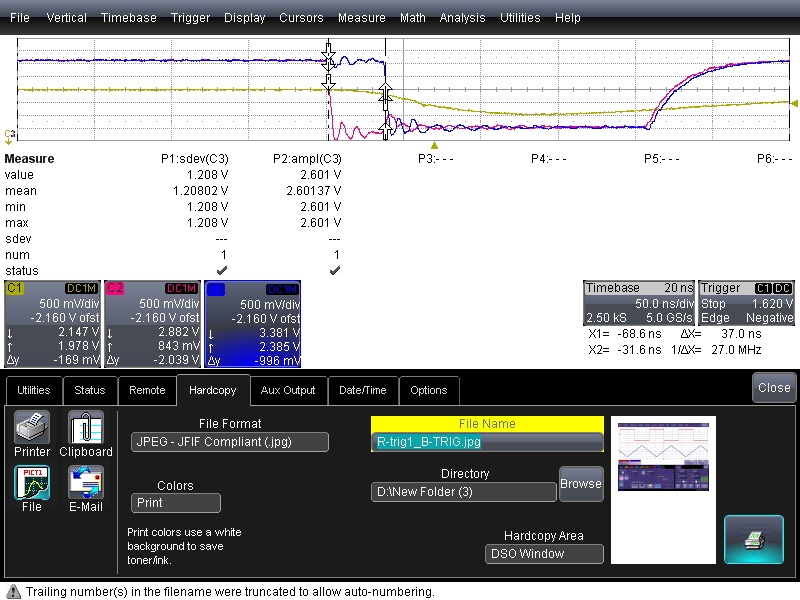 File Vertical Timebase Trigger Display Cursors Measure Math Analysis Utilities Help
C3
Measure P1:sdev(C3) P2:ampl(C3) P3:- - - P4:- - - P5:- - - P6:- - -
value 1.208 V 2.601 V
mean 1.20802 V 2.60137 V
min 1.208 V 2.601 V
max 1.208 V 2.601 V
sdev --- ---
num 1 1
status ✓ ✓
C1 DC1M C2 DC1M C3 DC1M Timebase 20 ns Trigger C1 DC
500 mV/div 500 mV/div 500 mV/div 50.0 ns/div Stop 1.620 V
-2.160 V ofst -2.160 V ofst -2.160 V ofst 2.50 kS 5.0 GS/s Edge Negative
↓ 2.147 V ↓ 2.882 V ↓ 3.381 V X1= -68.6 ns ΔX= 37.0 ns
↑ 1.978 V ↑ 843 mV ↑ 2.385 V X2= -31.6 ns 1/ΔX= 27.0 MHz
Δy -169 mV Δy -2.039 V Δy -996 mV
Utilities Status Remote Hardcopy Aux Output Date/Time Options Close
Printer Clipboard
PICT1
File E-Mail
File Format
JPEG - JFIF Compliant (.jpg)
Colors
Print
Print colors use a white
background to save
toner/ink.
File Name
R-trig1_B-TRIG.jpg
Directory
D:\New Folder (3) Browse
Hardcopy Area
DSO Window
Trailing number(s) in the filename were truncated to allow auto-numbering.